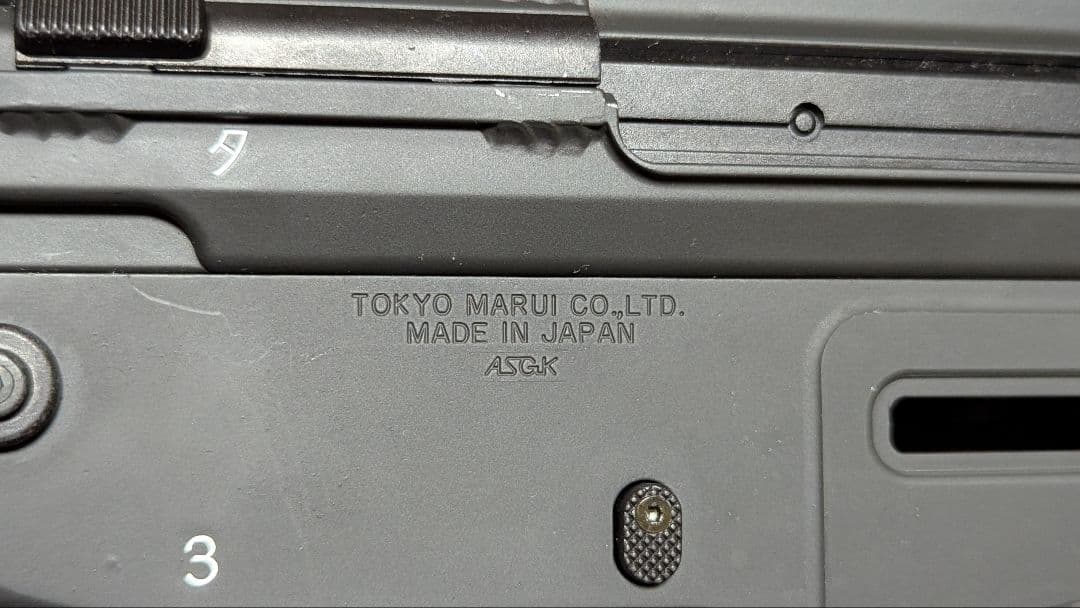 タ
TOKYO MARUI CO.,LTD.
MADE IN JAPAN
ASGK
3